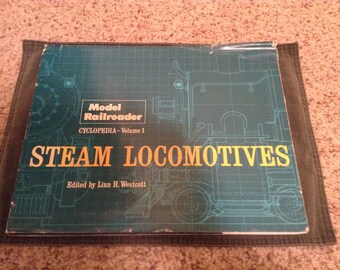 Model
Railroader
CYCLOPEDIA-Volume 1
STEAM LOCOMOTIVES
Edited by Linn H. Westcott